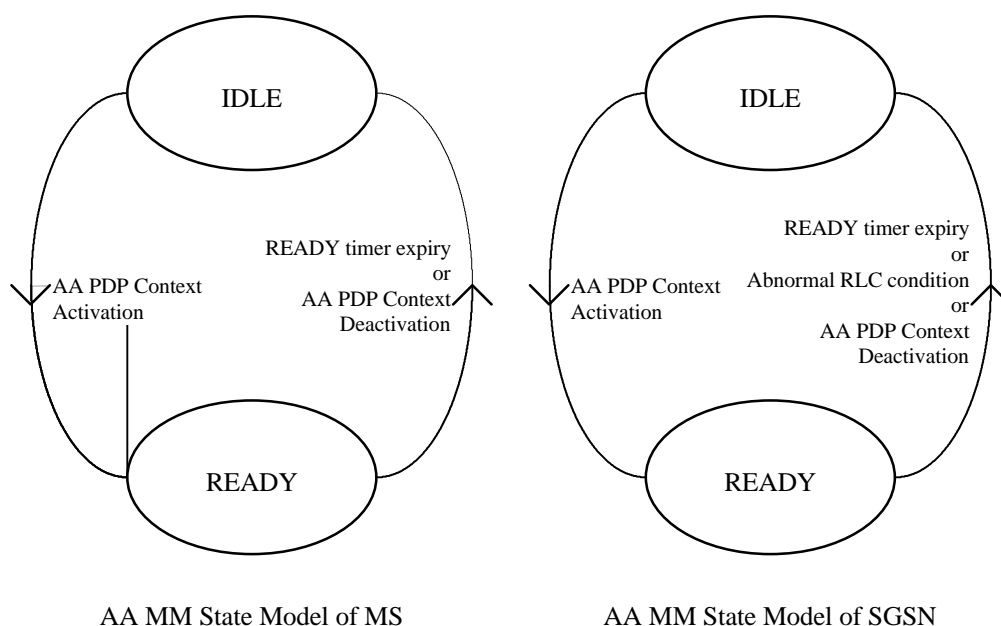 IDLE
AA PDP Context
Activation
READY timer expiry
or
AA PDP Context
Deactivation
READY
AA MM State Model of MS
IDLE
AA PDP Context
Activation
READY timer expiry
or
Abnormal RLC condition
or
AA PDP Context
Deactivation
READY
AA MM State Model of SGSN